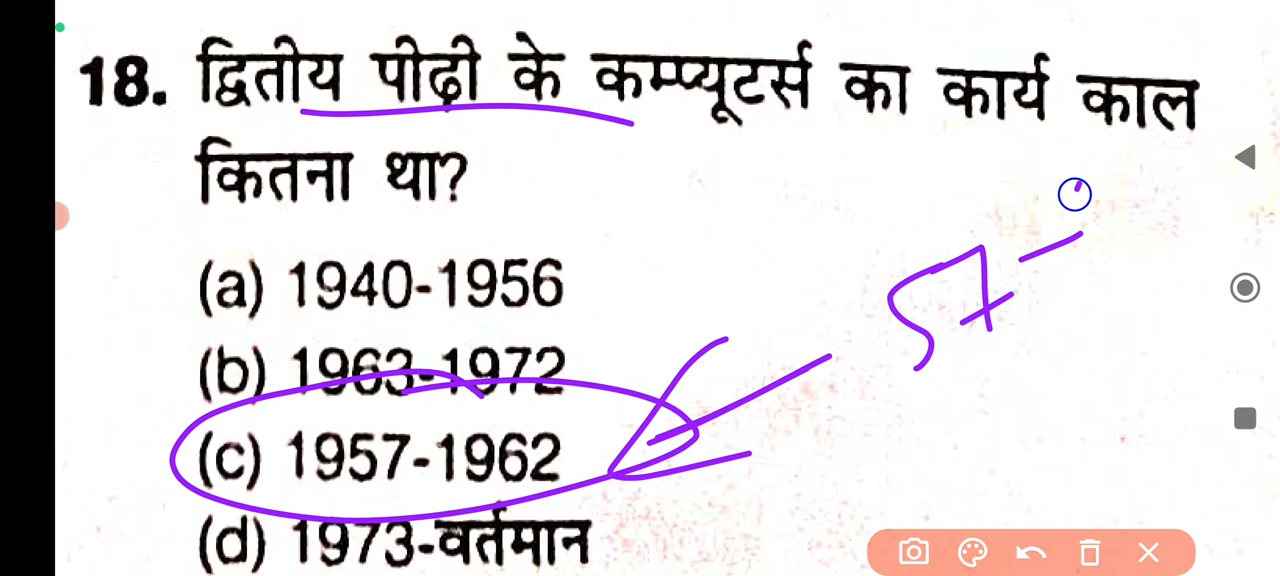 18. द्वितीय पीढ़ी के कम्प्यूटर्स का कार्य काल
कितना था?
(a) 1940-1956
(b) 1963-1972
(c) 1957-1962
(d) 1973-वर्तमान
57-